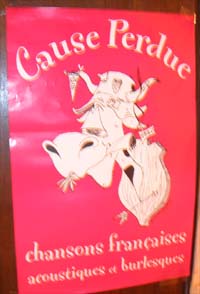 Cause Perdue
chansons françaises
acoustiques et burlesques